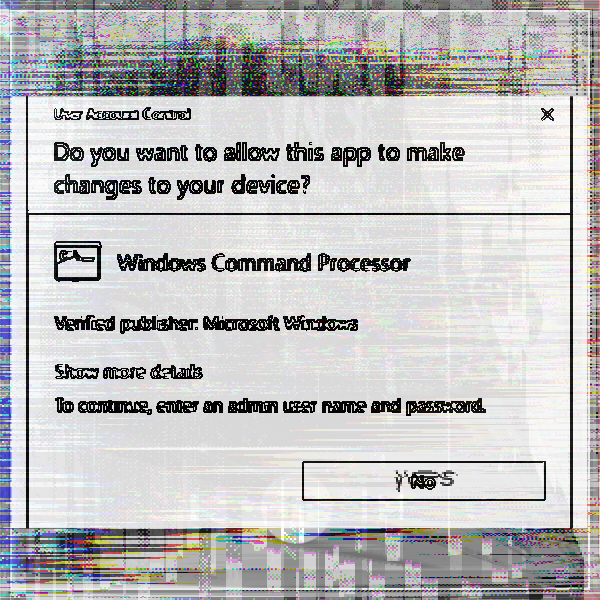 User Account Control
Do you want to allow this app to make
changes to your device?
Windows Command Processor
Verified publisher: Microsoft Windows
Show more details
To continue, enter an admin user name and password.
No